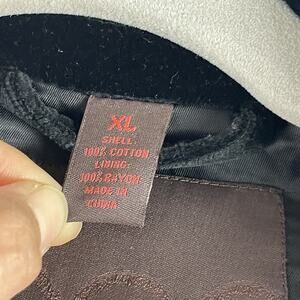 XL
SHELL:
100% COTTON
LINING:
100% RAYON
MADE IN
CHINA